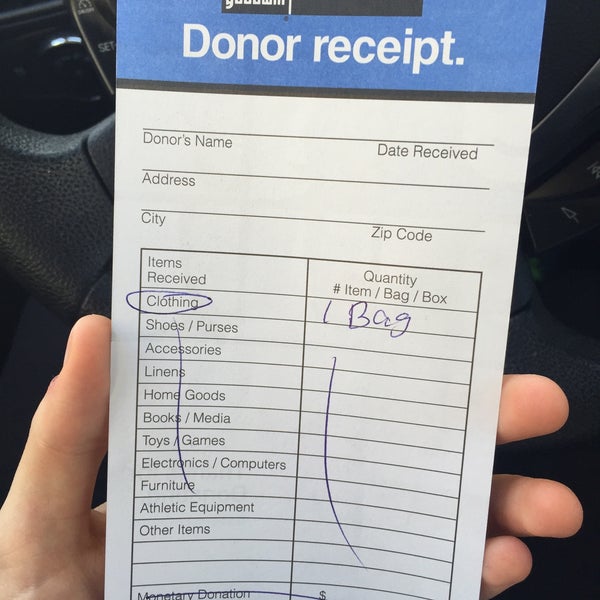 goodwill
Donor receipt.
Donor's Name Date Received
Address
City Zip Code
Items
Received
Quantity
# Item / Bag / Box
Clothing 1 Bag
Shoes / Purses
Accessories
Linens
Home Goods
Books / Media
Toys / Games
Electronics / Computers
Furniture
Athletic Equipment
Other Items
Monetary Donation $